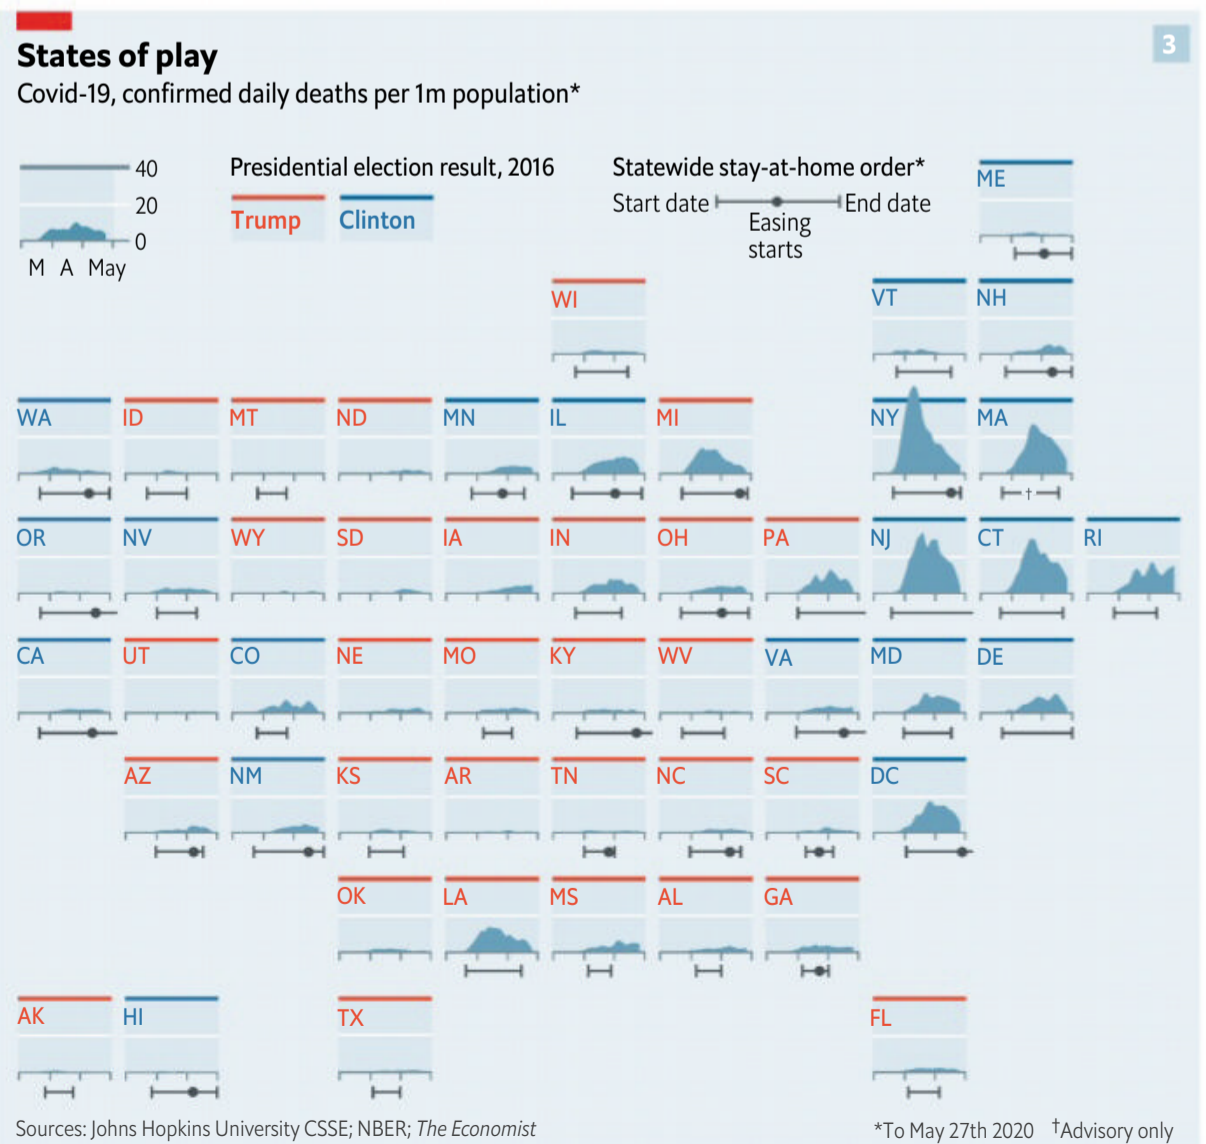 3
States of play
Covid-19, confirmed daily deaths per 1m population*
40
20
0
M A May
Presidential election result, 2016
Trump Clinton
Statewide stay-at-home order*
Start date End date
Easing
starts
ME
WI VT NH
WA ID MT ND MN IL MI NY MA
†
OR NV WY SD IA IN OH PA NJ CT RI
CA UT CO NE MO KY WV VA MD DE
AZ NM KS AR TN NC SC DC
OK LA MS AL GA
AK HI TX FL
Sources: Johns Hopkins University CSSE; NBER; The Economist
*To May 27th 2020 †Advisory only